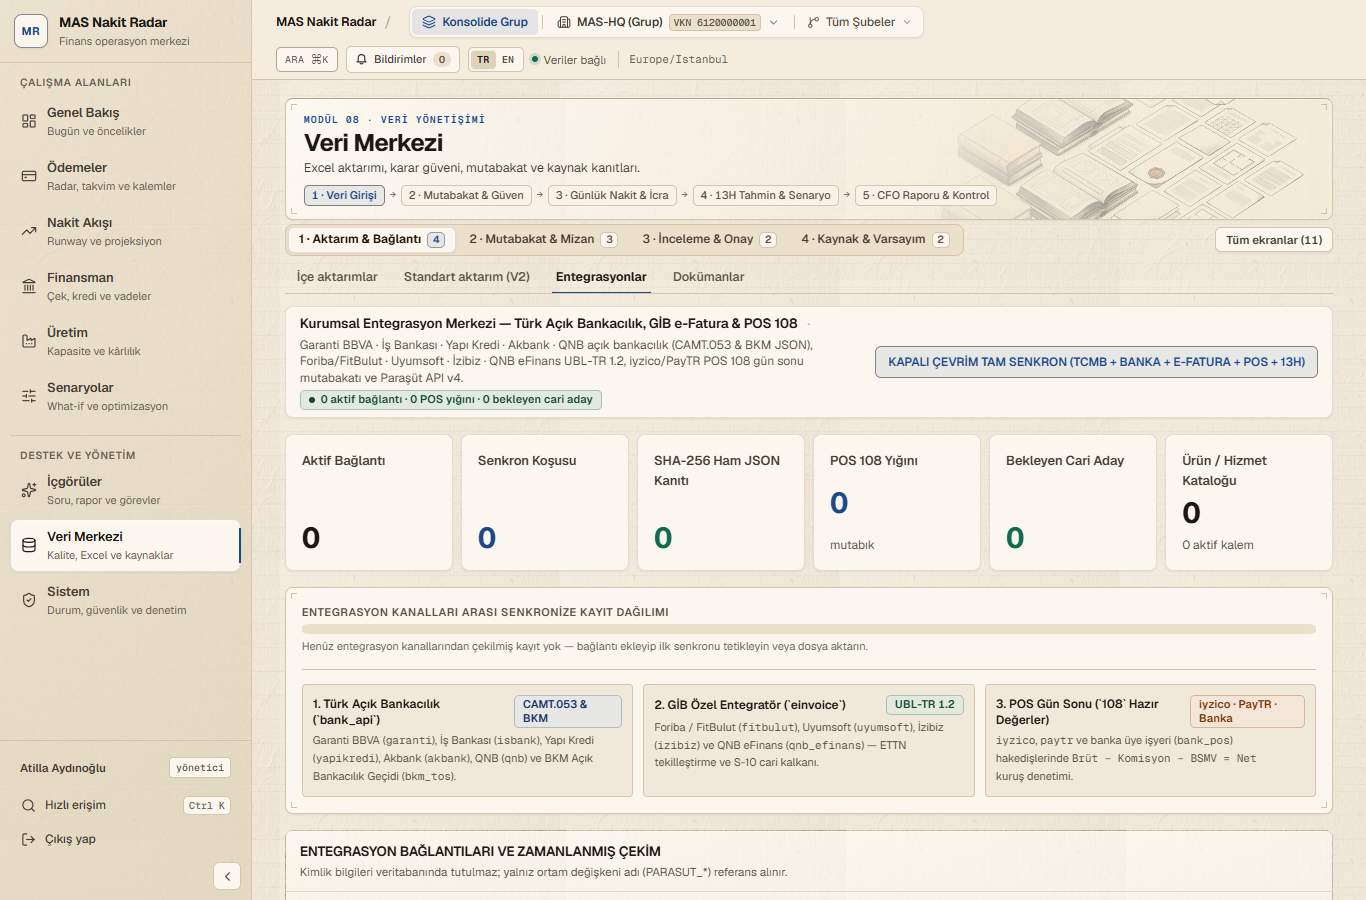 MR
MAS Nakit Radar
Finans operasyon merkezi
ÇALIŞMA ALANLARI
Genel Bakış
Bugün ve öncelikler
Ödemeler
Radar, takvim ve kalemler
Nakit Akışı
Runway ve projeksiyon
Finansman
Çek, kredi ve vadeler
Üretim
Kapasite ve kârlılık
Senaryolar
What-if ve optimizasyon
DESTEK VE YÖNETİM
İçgörüler
Soru, rapor ve görevler
Veri Merkezi
Kalite, Excel ve kaynaklar
Sistem
Durum, güvenlik ve denetim
Atilla Aydınoğlu yönetici
Hızlı erişim Ctrl K
Çıkış yap
MAS Nakit Radar / Konsolide Grup MAS-HQ (Grup) VKN 6120000001 Tüm Şubeler
ARA ⌘K Bildirimler 0 TR EN Veriler bağlı Europe/Istanbul
MODÜL 08 · VERİ YÖNETİŞİMİ
Veri Merkezi
Excel aktarımı, karar güveni, mutabakat ve kaynak kanıtları.
1 · Veri Girişi → 2 · Mutabakat & Güven → 3 · Günlük Nakit & İcra → 4 · 13H Tahmin & Senaryo → 5 · CFO Raporu & Kontrol
1 · Aktarım & Bağlantı 4 2 · Mutabakat & Mizan 3 3 · İnceleme & Onay 2 4 · Kaynak & Varsayım 2 Tüm ekranlar (11)
İçe aktarımlar Standart aktarım (V2) Entegrasyonlar Dokümanlar
Kurumsal Entegrasyon Merkezi — Türk Açık Bankacılık, GİB e-Fatura & POS 108 ·
Garanti BBVA · İş Bankası · Yapı Kredi · Akbank · QNB açık bankacılık (CAMT.053 & BKM JSON),
Foriba/FitBulut · Uyumsoft · İzibiz · QNB eFinans UBL-TR 1.2, iyzico/PayTR POS 108 gün sonu
mutabakatı ve Paraşüt API v4.
0 aktif bağlantı · 0 POS yığını · 0 bekleyen cari aday
KAPALI ÇEVRİM TAM SENKRON (TCMB + BANKA + E-FATURA + POS + 13H)
Aktif Bağlantı
0
Senkron Koşusu
0
SHA-256 Ham JSON
Kanıtı
0
POS 108 Yığını
0
mutabık
Bekleyen Cari Aday
0
Ürün / Hizmet
Kataloğu
0
0 aktif kalem
ENTEGRASYON KANALLARI ARASI SENKRONİZE KAYIT DAĞILIMI
Henüz entegrasyon kanallarından çekilmiş kayıt yok — bağlantı ekleyip ilk senkronu tetikleyin veya dosya aktarın.
1. Türk Açık Bankacılık
(`bank_api`)
CAMT.053 &
BKM
Garanti BBVA (garanti), İş Bankası (isbank), Yapı Kredi
(yapikredi), Akbank (akbank), QNB (qnb) ve BKM Açık
Bankacılık Geçidi (bkm_tos).
2. GİB Özel Entegratör (`einvoice`)
UBL-TR 1.2
Foriba / FitBulut (fitbulut), Uyumsoft (uyumsoft), İzibiz
(izibiz) ve QNB eFinans (qnb_efinans) — ETTN
tekilleştirme ve S-10 cari kalkanı.
3. POS Gün Sonu (`108` Hazır
Değerler)
iyzico · PayTR ·
Banka
iyzico, paytr ve banka üye işyeri (bank_pos)
hakedişlerinde Brüt − Komisyon − BSMV = Net
kuruş denetimi.
ENTEGRASYON BAĞLANTILARI VE ZAMANLANMIŞ ÇEKİM
Kimlik bilgileri veritabanında tutulmaz; yalnız ortam değişkeni adı (PARASUT_*) referans alınır.